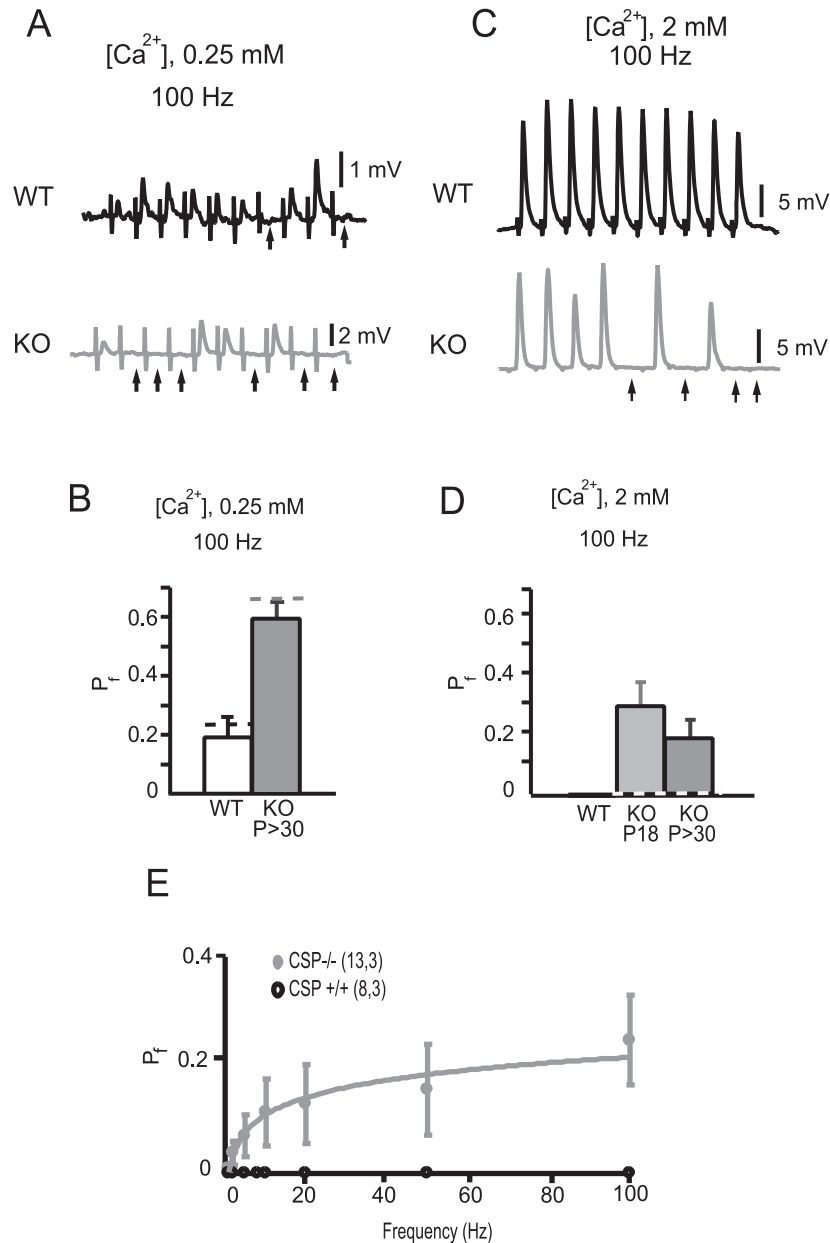 A
[Ca2+], 0.25 mM
100 Hz
WT
1 mV
KO
2 mV
C
[Ca2+], 2 mM
100 Hz
WT
5 mV
KO
5 mV
B
[Ca2+], 0.25 mM
100 Hz
Pf
0.6
0.4
0.2
0
WT
KO
P>30
D
[Ca2+], 2 mM
100 Hz
Pf
0.6
0.4
0.2
0
WT
KO
P18
KO
P>30
E
CSP-/- (13,3)
CSP +/+ (8,3)
Pf
0.4
0.2
0
0 20 40 60 80 100
Frequency (Hz)